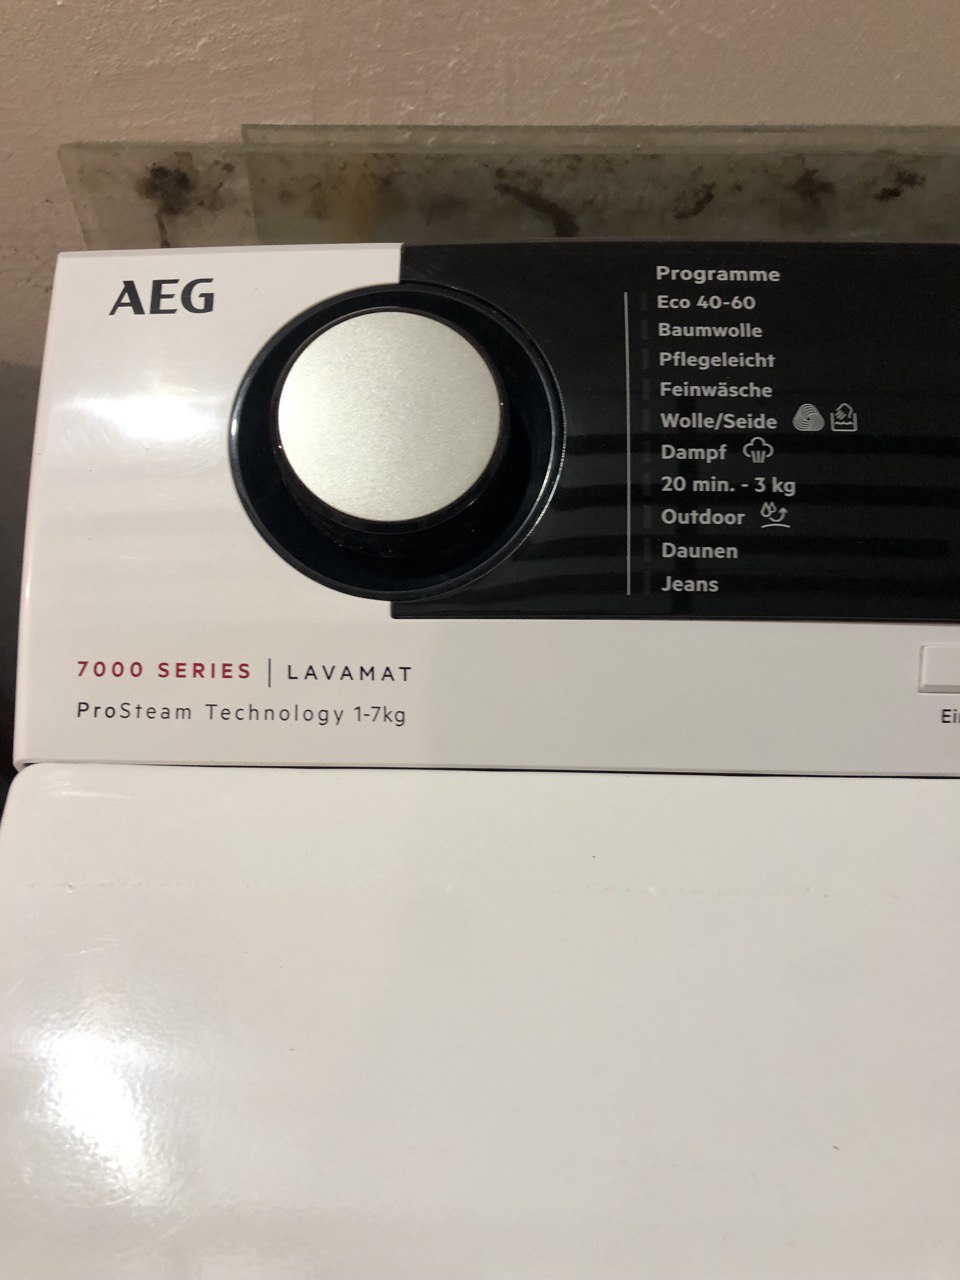 AEG
Programme
Eco 40-60
Baumwolle
Pflegeleicht
Feinwäsche
Wolle/Seide
Dampf
20 min. - 3 kg
Outdoor
Daunen
Jeans
7000 SERIES | LAVAMAT
ProSteam Technology 1-7kg